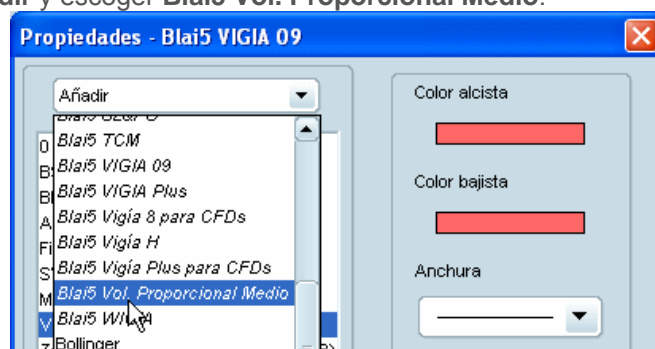 dir y escoger Blai5 Vol. Proporcional Medio.
Propiedades - Blai5 VIGIA 09
Añadir
Blai5 TCM
Blai5 VIGIA 09
Blai5 VIGIA Plus
Blai5 Vigía 8 para CFDs
Blai5 Vigía H
Blai5 Vigía Plus para CFDs
Blai5 Vol. Proporcional Medio
Blai5
Bollinger
Color alcista
Color bajista
Anchura